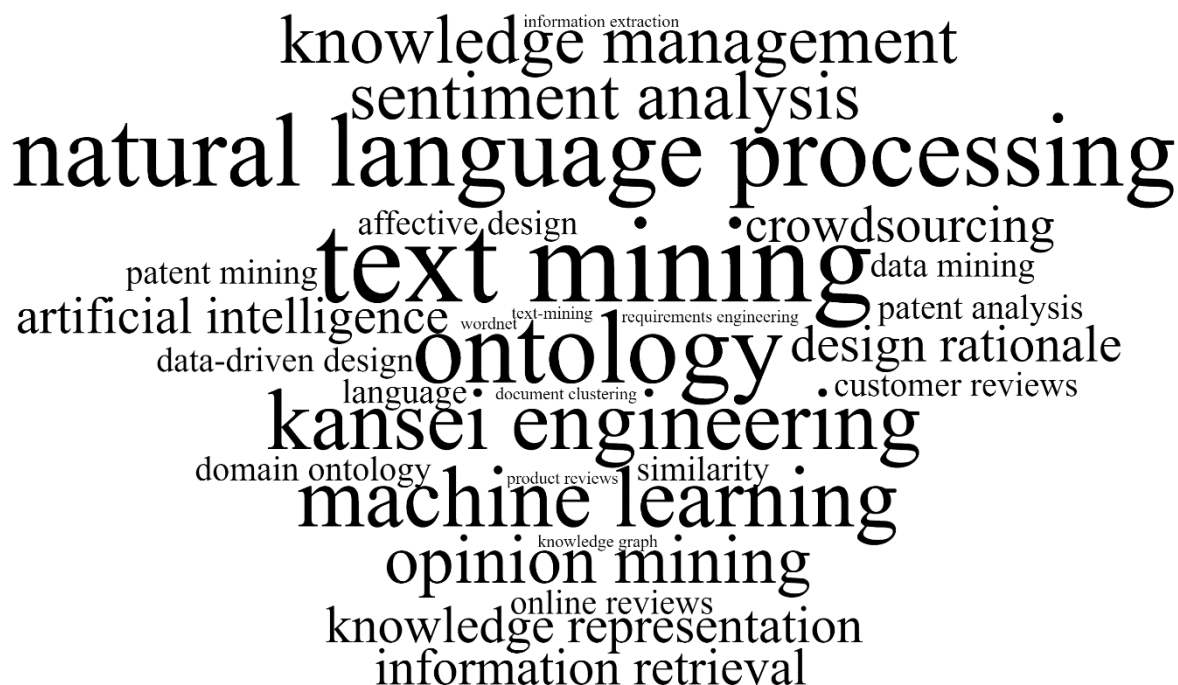 information extraction
knowledge management
sentiment analysis
natural language processing
affective design
crowdsourcing
text mining
patent mining
data mining
artificial intelligence
patent analysis
wordnet
text-mining
requirements engineering
ontology
data-driven design
design rationale
language
document clustering
customer reviews
kansei engineering
domain ontology
product reviews
similarity
machine learning
knowledge graph
opinion mining
online reviews
knowledge representation
information retrieval